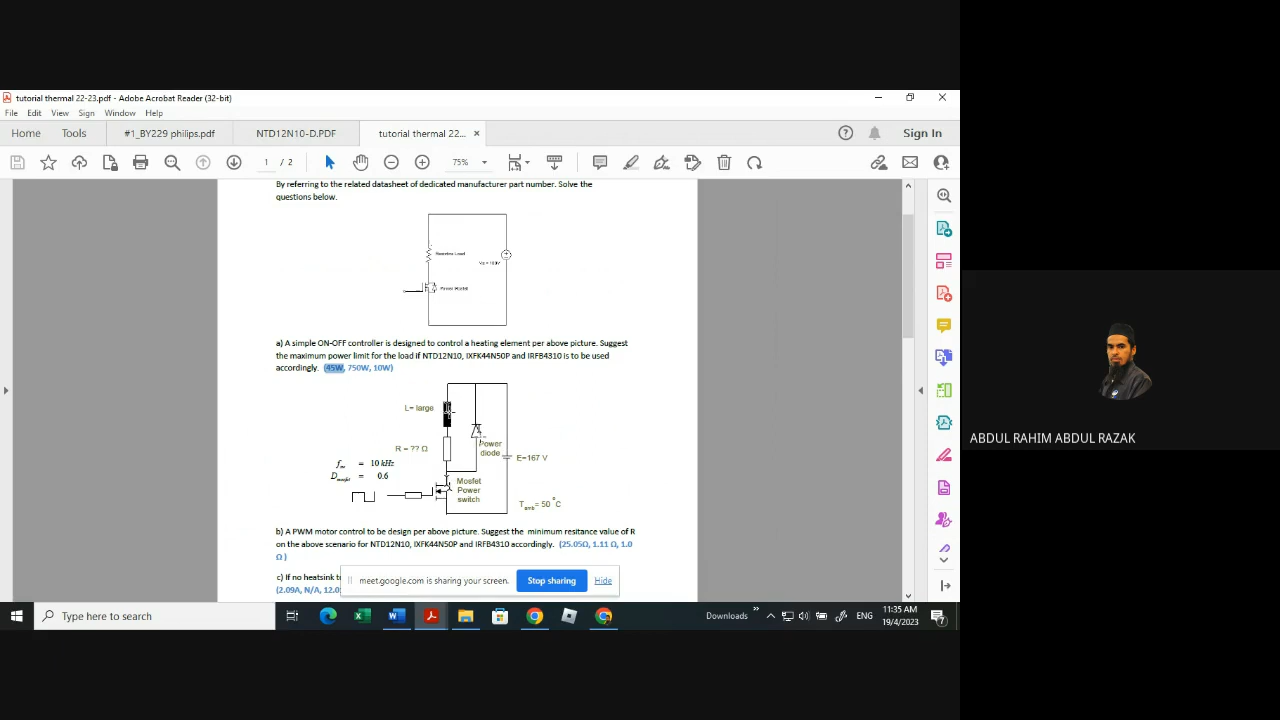 tutorial thermal 22-23.pdf - Adobe Acrobat Reader (32-bit)
File Edit View Sign Window Help
Home Tools #1_BY229 philips.pdf NTD12N10-D.PDF tutorial thermal 22... × Sign In
1 / 2 75%
By referring to the related datasheet of dedicated manufacturer part number. Solve the
questions below.
Resistive Load
Power Mosfet
a) A simple ON-OFF controller is designed to control a heating element per above picture. Suggest
the maximum power limit for the load if NTD12N10, IXFK44N50P and IRFB4310 is to be used
accordingly. (45W, 750W, 10W)
L= large
R = ?? Ω
Power
diode
E=167 V
= 10 kHz
D mosfet = 0.6
Mosfet
Power
switch
T amb = 50 °C
b) A PWM motor control to be design per above picture. Suggest the minimum resitance value of R
on the above scenario for NTD12N10, IXFK44N50P and IRFB4310 accordingly. (25.05Ω, 1.11 Ω, 1.0
Ω )
c) If no heatsink
(2.09A, N/A, 12.0
meet.google.com is sharing your screen. Stop sharing Hide
ABDUL RAHIM ABDUL RAZAK
Type here to search
Downloads
ENG
11:35 AM
19/4/2023